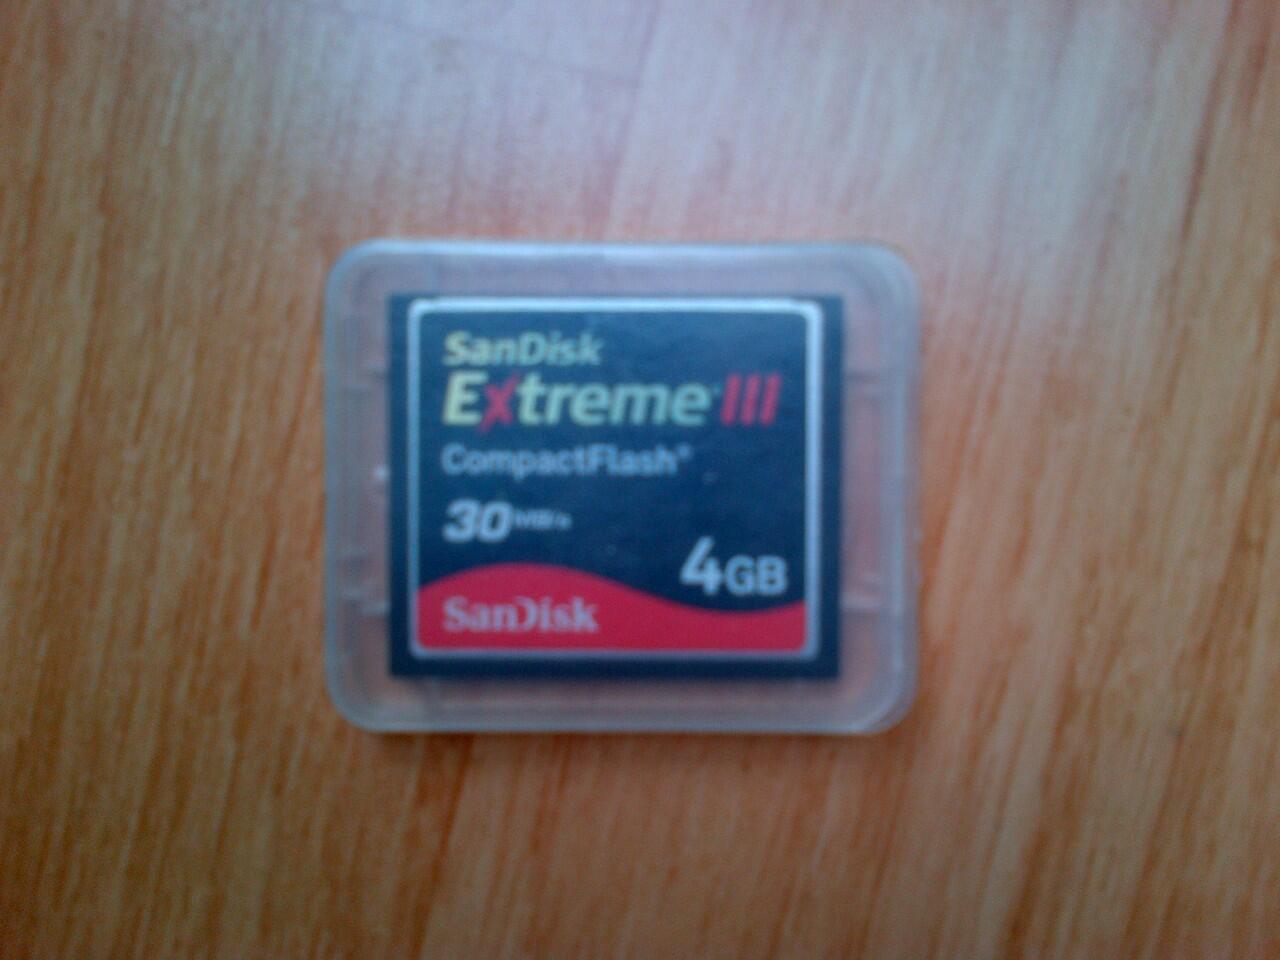 SanDisk
Extreme III
CompactFlash®
30MB/s
4GB
SanDisk